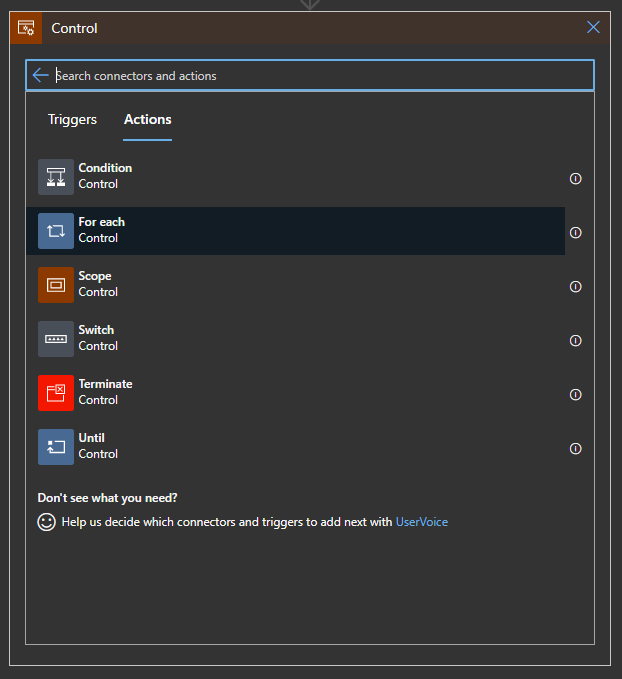 Control
Search connectors and actions
Triggers Actions
Condition
Control
For each
Control
Scope
Control
Switch
Control
Terminate
Control
Until
Control
Don't see what you need?
Help us decide which connectors and triggers to add next with UserVoice